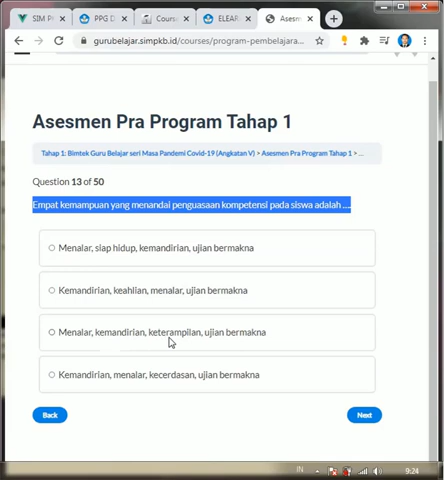 SIM P
PPG D
Course
ELEAR
Asesm
gurubelajar.simpkb.id/courses/program-pembelajara...
Asesmen Pra Program Tahap 1
Tahap 1: Bimtek Guru Belajar seri Masa Pandemi Covid-19 (Angkatan V) > Asesmen Pra Program Tahap 1 > ...
Question 13 of 50
Empat kemampuan yang menandai penguasaan kompetensi pada siswa adalah ....
Menalar, siap hidup, kemandirian, ujian bermakna
Kemandirian, keahlian, menalar, ujian bermakna
Menalar, kemandirian, keterampilan, ujian bermakna
Kemandirian, menalar, kecerdasan, ujian bermakna
Back
Next
IN
9:24